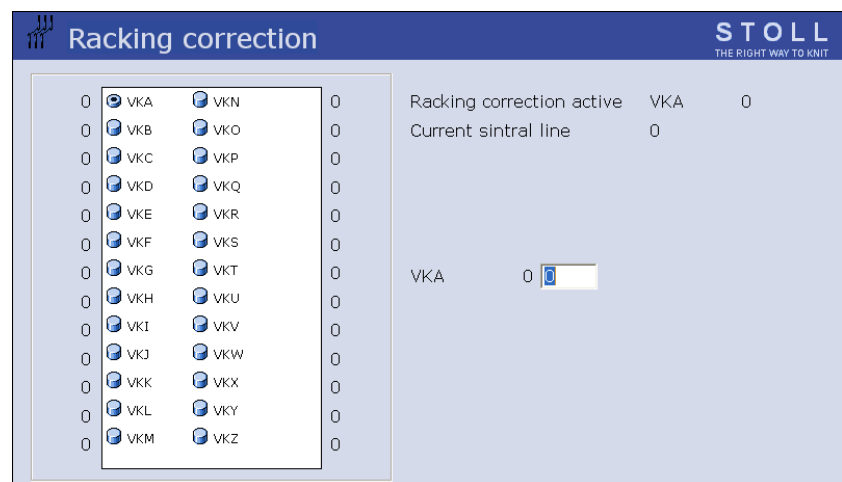 Racking correction
STOLL
THE RIGHT WAY TO KNIT
0 VKA VKN 0
0 VKB VKO 0
0 VKC VKP 0
0 VKD VKQ 0
0 VKE VKR 0
0 VKF VKS 0
0 VKG VKT 0
0 VKH VKU 0
0 VKI VKV 0
0 VKJ VKW 0
0 VKK VKX 0
0 VKL VKY 0
0 VKM VKZ 0
Racking correction active VKA 0
Current sintral line 0
VKA 0 0